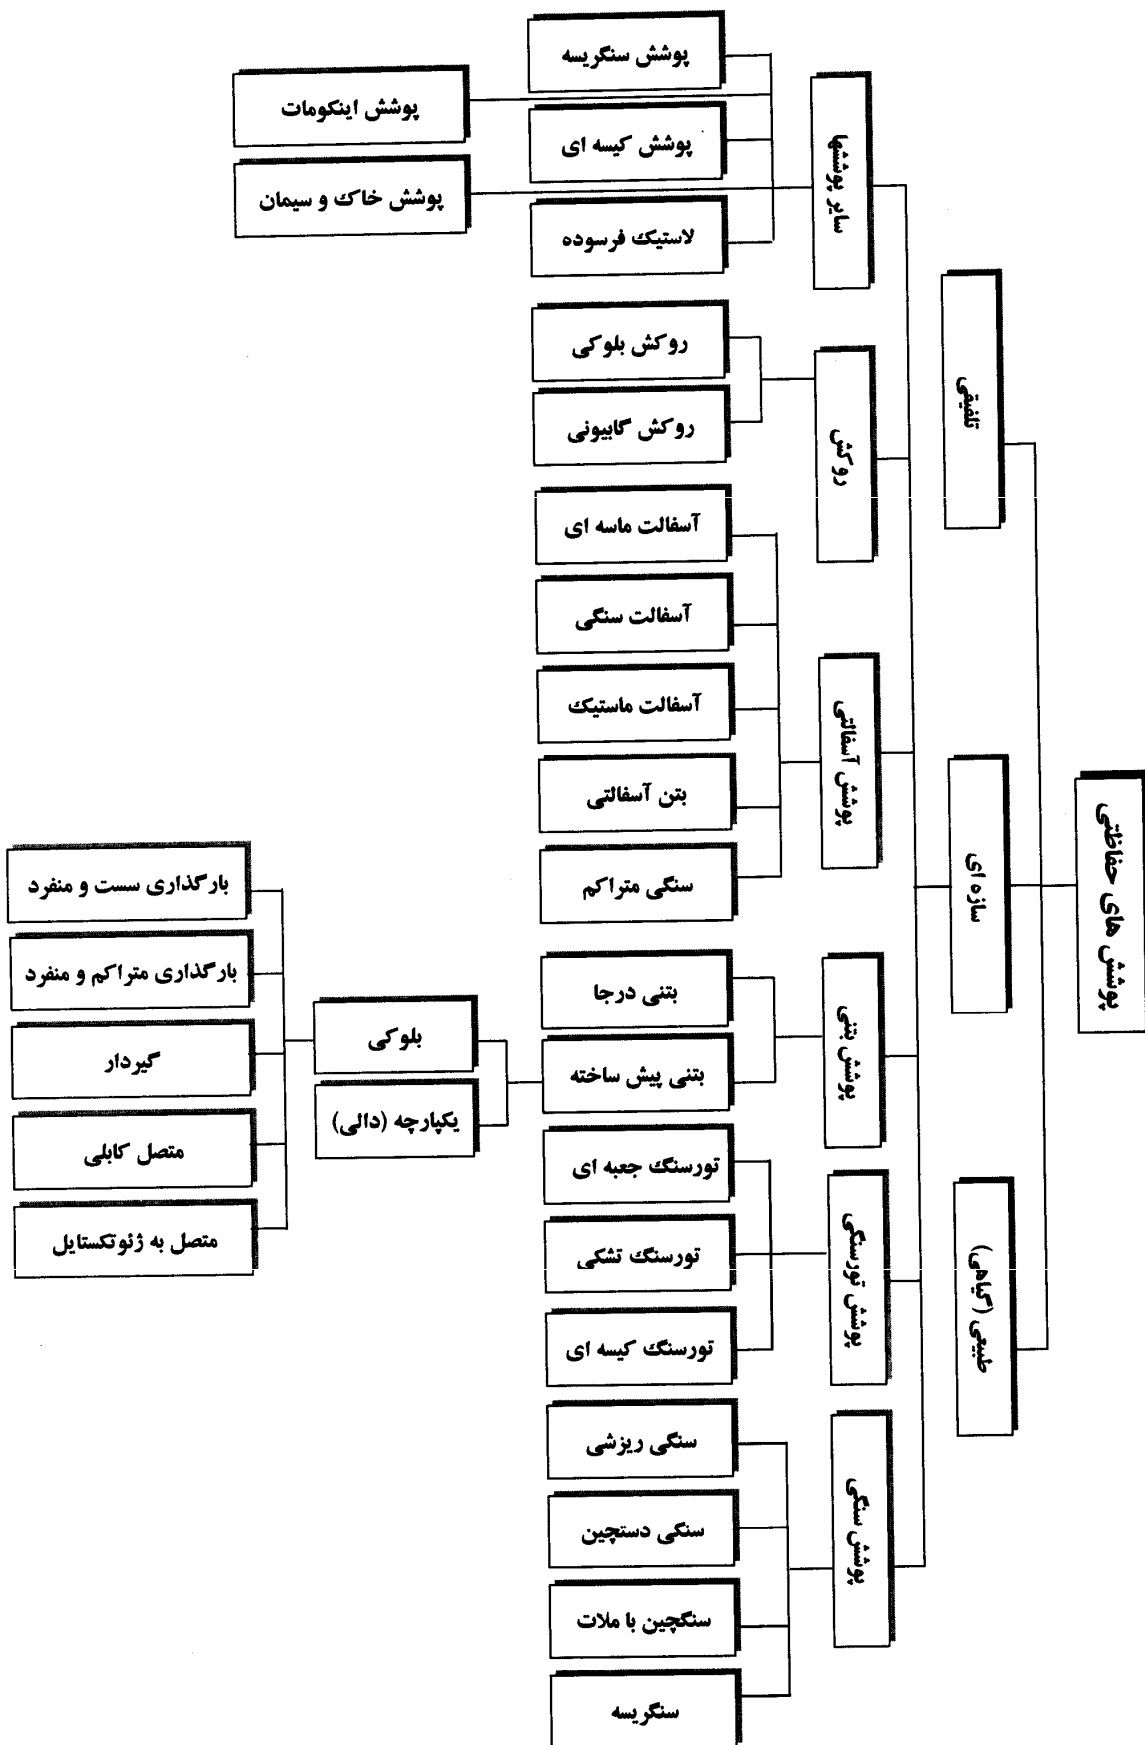 پوشش های حفاظتی
طبیعی (گیاهی)
سازه ای
تلفیقی
پوشش سنگی
پوشش تورسنگی
پوشش بتنی
پوشش آسفالتی
روکش
سایر پوششها
پوشش سنگریسه
پوشش اینکومات
پوشش کیسه ای
پوشش خاک و سیمان
لاستیک فرسوده
روکش بلوکی
روکش گابیونی
آسفالت ماسه ای
آسفالت سنگی
آسفالت ماستیک
بتن آسفالتی
سنگی متراکم
بتنی درجا
بتنی پیش ساخته
بلوکی
یکپارچه (دالی)
بارگذاری سست و منفرد
بارگذاری متراکم و منفرد
گیردار
متصل کابلی
متصل به ژئوتکستایل
تورسنگ جعبه ای
تورسنگ تشکی
تورسنگ کیسه ای
سنگی ریزشی
سنگی دستچین
سنگچین با ملات
سنگریسه